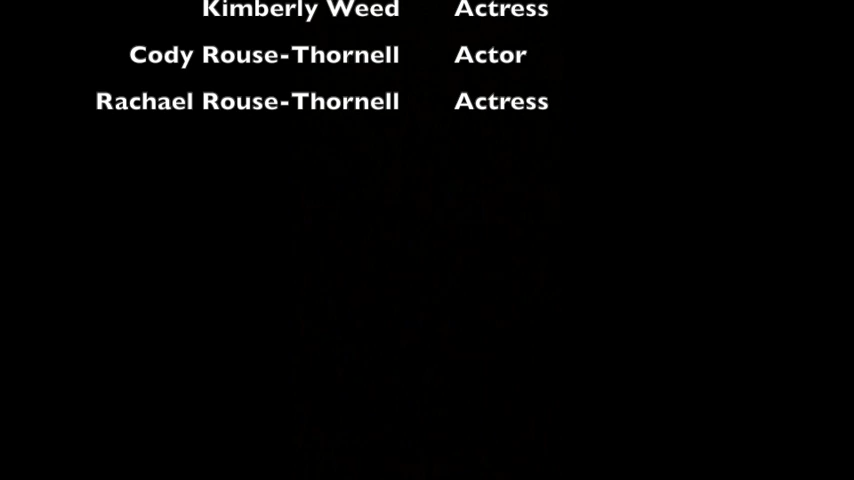 Kimberly Weed Actress
Cody Rouse-Thornell Actor
Rachael Rouse-Thornell Actress